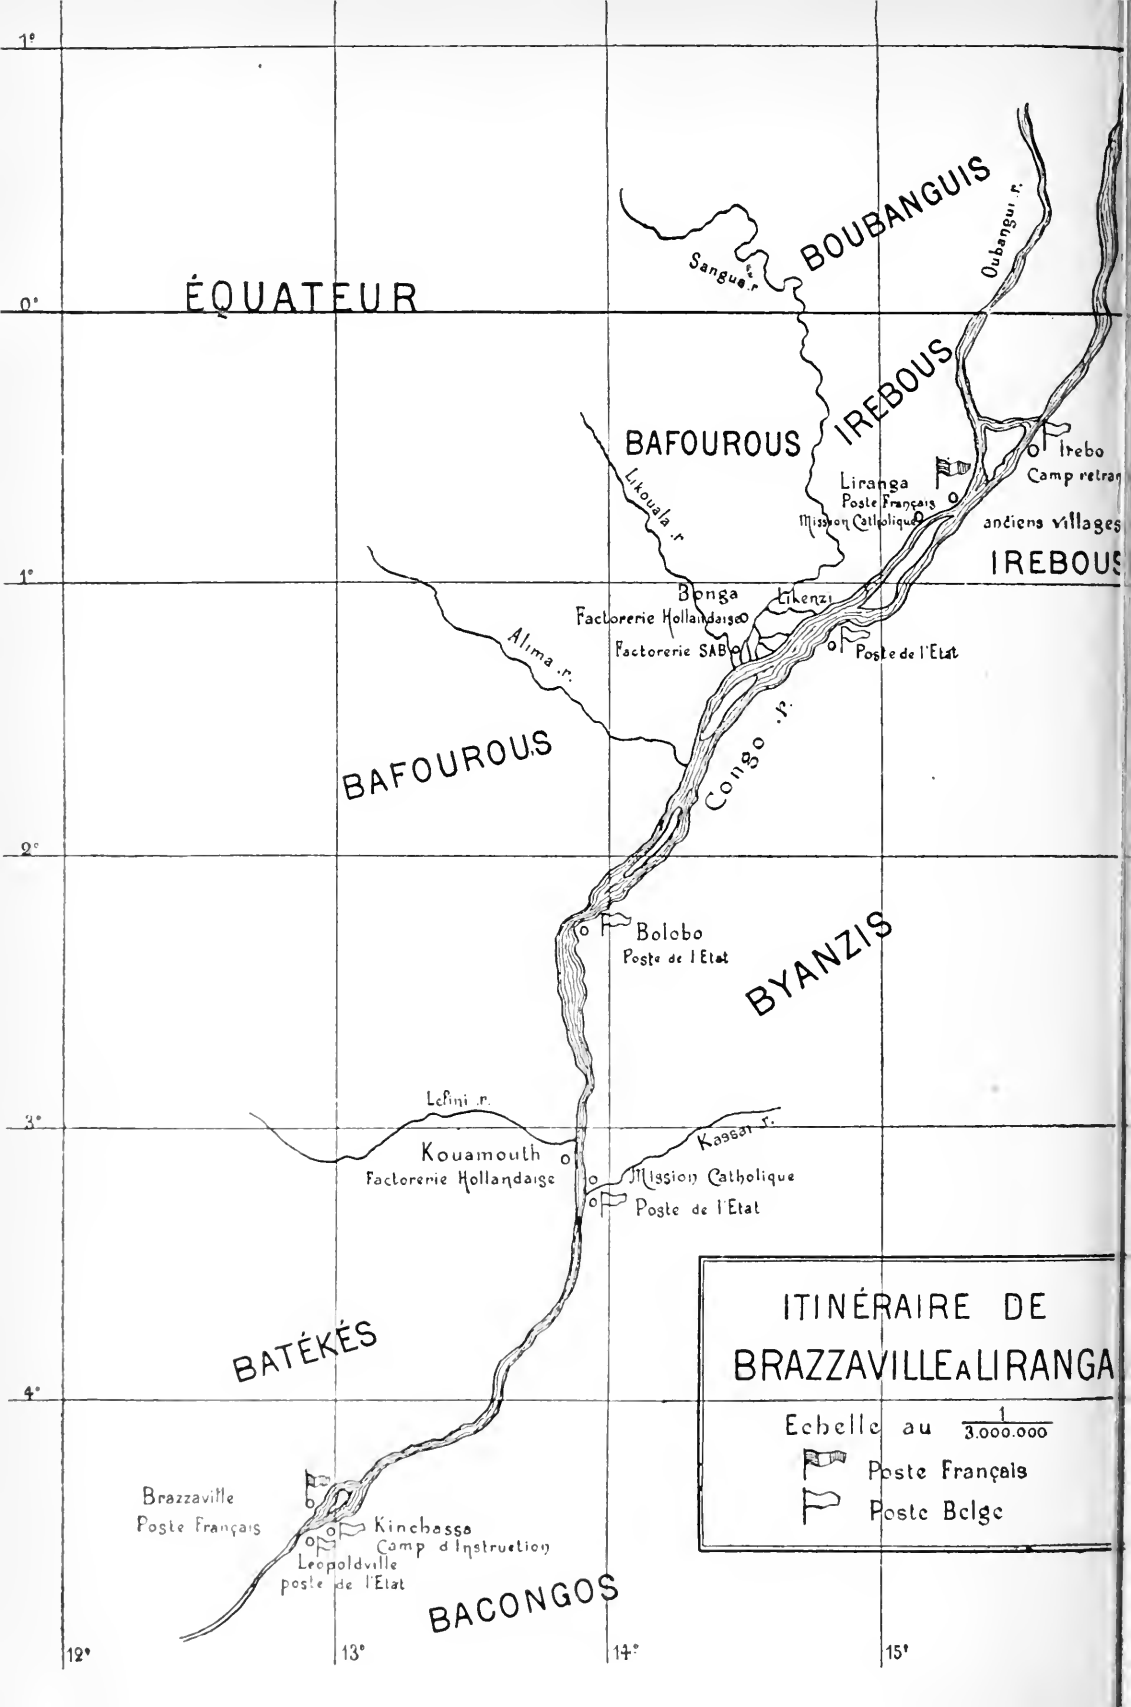 1°
BOUBANGUIS
Oubangui .r.
Sangua .r
ÉQUATEUR
0°
IREBOUS
BAFOUROUS
Irebo
Camp retran
Liranga
Poste Français
Mission Catholique
anciens villages
IREBOUS
Likouala .r
1°
Bonga
Likenzi
Factorerie Hollandaise
Factorerie SAB
Poste de l'Etat
Alima .r.
Congo .r.
BAFOUROUS
2°
Bolobo
Poste de l Etat
BYANZIS
Lefini .r.
3°
Kassai r.
Kouamouth
Factorerie Hollandaise
Mission Catholique
Poste de l'Etat
ITINÉRAIRE DE
BRAZZAVILLE A LIRANGA
BATÉKÉS
4°
Echelle au 1/3.000.000
Poste Français
Poste Belge
Brazzaville
Poste Français
Kinchassa
Camp d'Instruction
Léopoldville
poste de l'Etat
BACONGOS
12°
13°
14°
15°